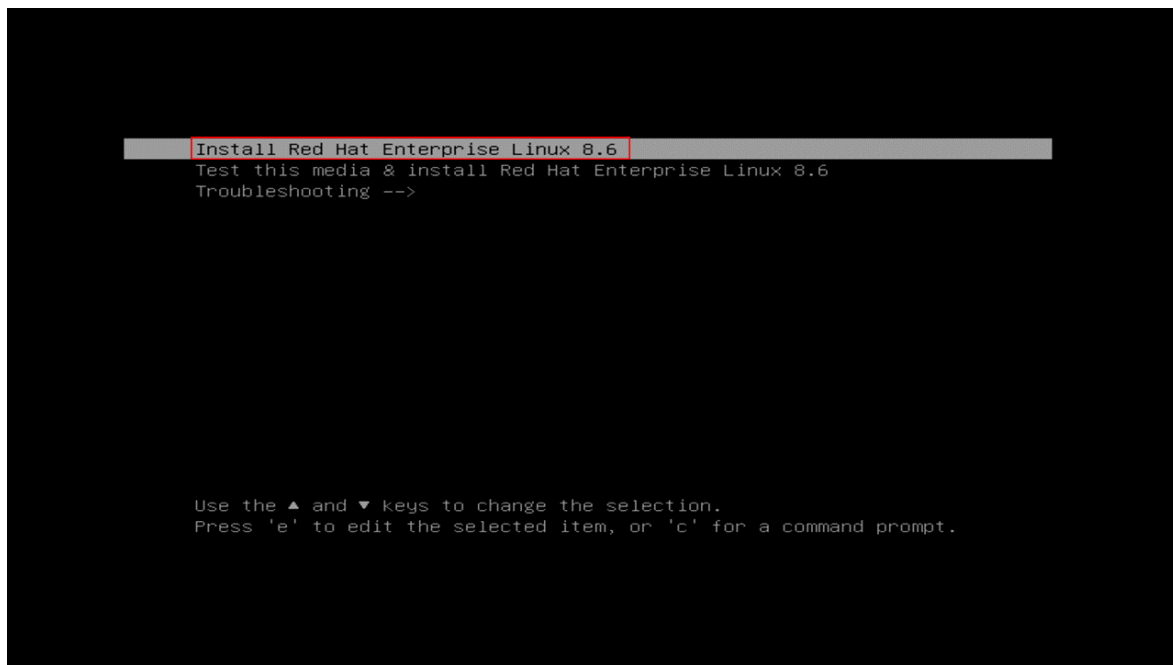 Install Red Hat Enterprise Linux 8.6
Test this media & install Red Hat Enterprise Linux 8.6
Troubleshooting -->
Use the ▲ and ▼ keys to change the selection.
Press 'e' to edit the selected item, or 'c' for a command prompt.